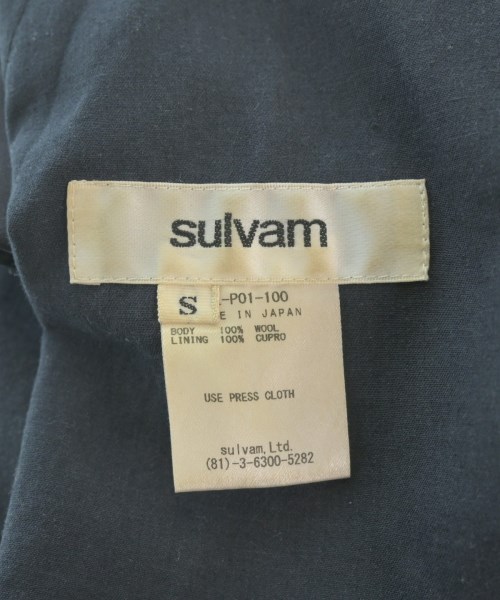 sulvam
S
-P01-100
E IN JAPAN
BODY 100% WOOL
LINING 100% CUPRO
USE PRESS CLOTH
sulvam,Ltd.
(81)-3-6300-5282